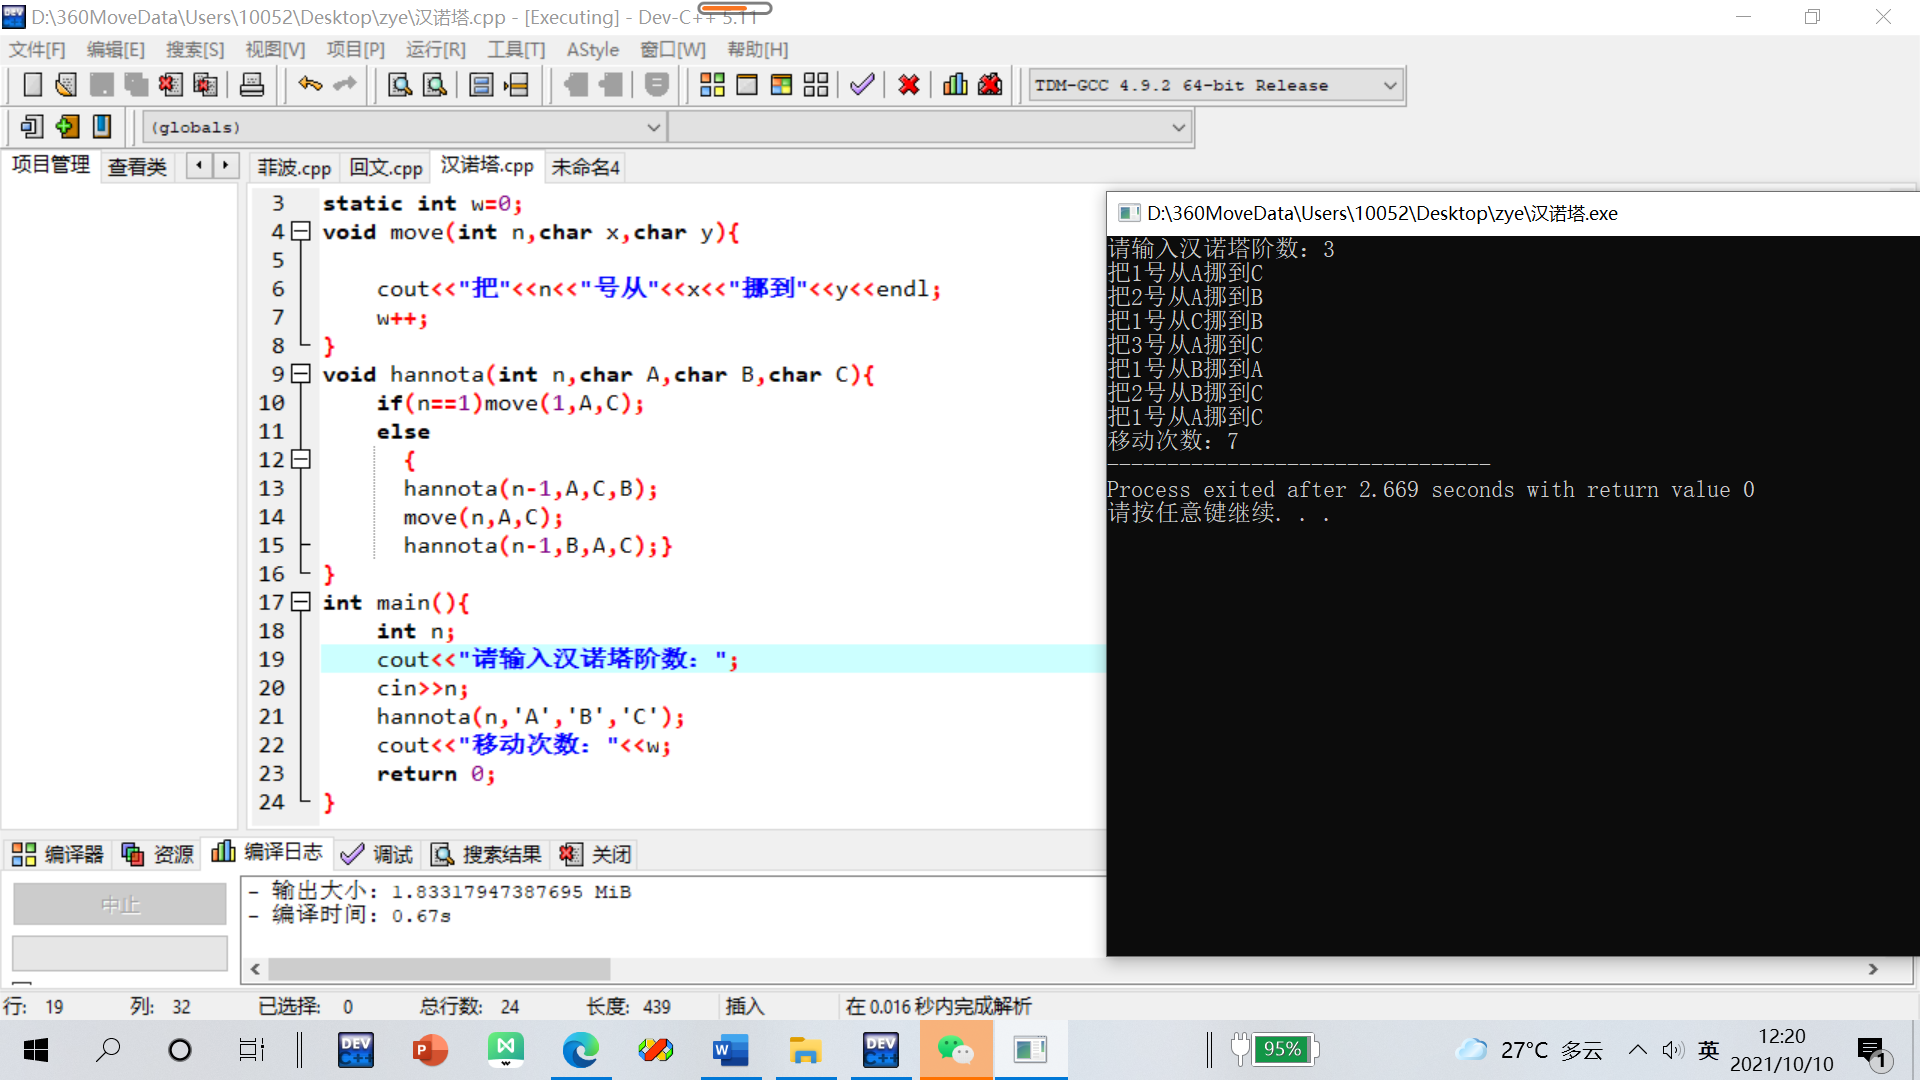 D:\360MoveData\Users\10052\Desktop\zye\汉诺塔.cpp - [Executing] - Dev-C++ 5.11
文件[F] 编辑[E] 搜索[S] 视图[V] 项目[P] 运行[R] 工具[T] AStyle 窗口[W] 帮助[H]
TDM-GCC 4.9.2 64-bit Release
(globals)
项目管理 查看类 菲波.cpp 回文.cpp 汉诺塔.cpp 未命名4
3 static int w=0;
4 void move(int n,char x,char y){
5
6 cout<<"把"<<n<<"号从"<<x<<"挪到"<<y<<endl;
7 w++;
8 }
9 void hannota(int n,char A,char B,char C){
10 if(n==1)move(1,A,C);
11 else
12 {
13 hannota(n-1,A,C,B);
14 move(n,A,C);
15 hannota(n-1,B,A,C);}
16 }
17 int main(){
18 int n;
19 cout<<"请输入汉诺塔阶数：";
20 cin>>n;
21 hannota(n,'A','B','C');
22 cout<<"移动次数："<<w;
23 return 0;
24 }
D:\360MoveData\Users\10052\Desktop\zye\汉诺塔.exe
请输入汉诺塔阶数：3
把1号从A挪到C
把2号从A挪到B
把1号从C挪到B
把3号从A挪到C
把1号从B挪到A
把2号从B挪到C
把1号从A挪到C
移动次数：7
--------------------------------
Process exited after 2.669 seconds with return value 0
请按任意键继续. . .
编译器 资源 编译日志 调试 搜索结果 关闭
中止
- 输出大小: 1.83317947387695 MiB
- 编译时间: 0.67s
行: 19 列: 32 已选择: 0 总行数: 24 长度: 439 插入 在 0.016 秒内完成解析
DEV C++ P W DEV C++ 95% 27°C 多云 英 12:20 1
2021/10/10